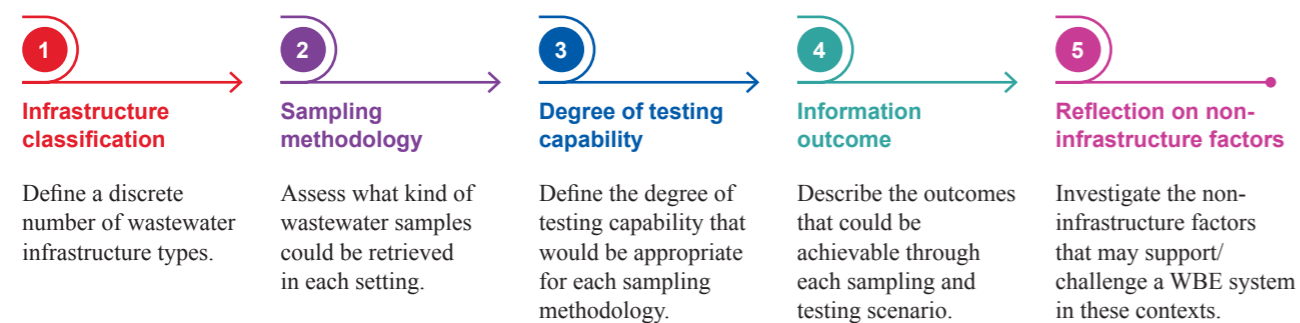 1
Infrastructure
classification
Define a discrete
number of wastewater
infrastructure types.
2
Sampling
methodology
Assess what kind of
wastewater samples
could be retrieved
in each setting.
3
Degree of testing
capability
Define the degree of
testing capability that
would be appropriate
for each sampling
methodology.
4
Information
outcome
Describe the outcomes
that could be
achievable through
each sampling and
testing scenario.
5
Reflection on non-
infrastructure factors
Investigate the non-
infrastructure factors
that may support/
challenge a WBE system
in these contexts.